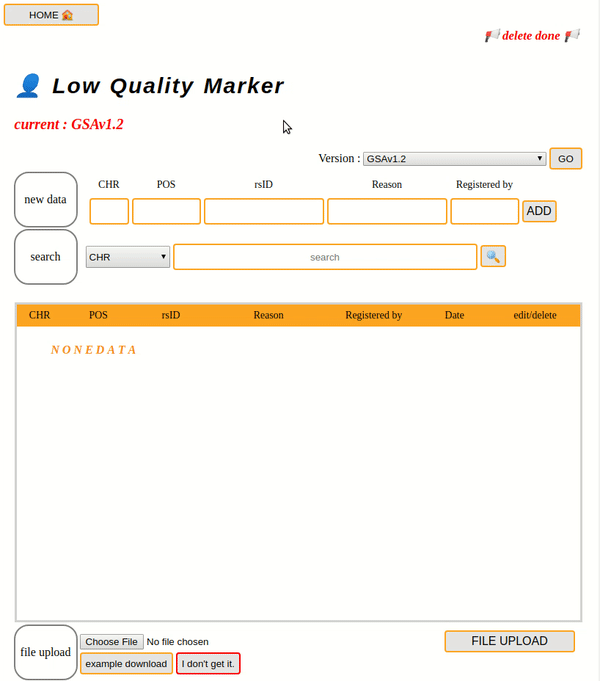 HOME
delete done
Low Quality Marker
current : GSAv1.2
Version : GSAv1.2 GO
new data CHR POS rsID Reason Registered by ADD
search CHR search
CHR POS rsID Reason Registered by Date edit/delete
N O N E D A T A
file upload Choose File No file chosen FILE UPLOAD
example download I don't get it.